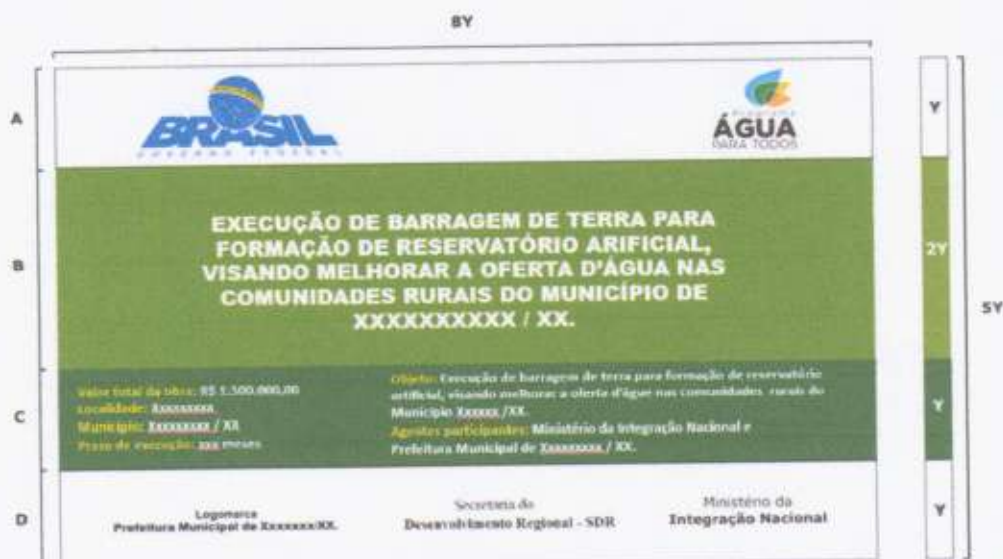 8Y
A
BRASIL
GOVERNO FEDERAL
PROGRAMA
ÁGUA
PARA TODOS
Y
B
EXECUÇÃO DE BARRAGEM DE TERRA PARA
FORMAÇÃO DE RESERVATÓRIO ARIFICIAL,
VISANDO MELHORAR A OFERTA D'ÁGUA NAS
COMUNIDADES RURAIS DO MUNICÍPIO DE
XXXXXXXXXX / XX.
2Y
5Y
C
Valor total da obra: R$ 1.500.000,00
Localidade: Xxxxxxxxx
Município: Xxxxxxxxx / XX
Prazo de execução: xxx meses
Objeto: Execução de barragem de terra para formação de reservatório
artificial, visando melhorar a oferta d'água nas comunidades rurais do
Município Xxxxxx /XX.
Agentes participantes: Ministério da Integração Nacional e
Prefeitura Municipal de Xxxxxxxxx / XX.
Y
D
Logomarca
Prefeitura Municipal de Xxxxxxx/XX.
Secretaria do
Desenvolvimento Regional - SDR
Ministério da
Integração Nacional
Y